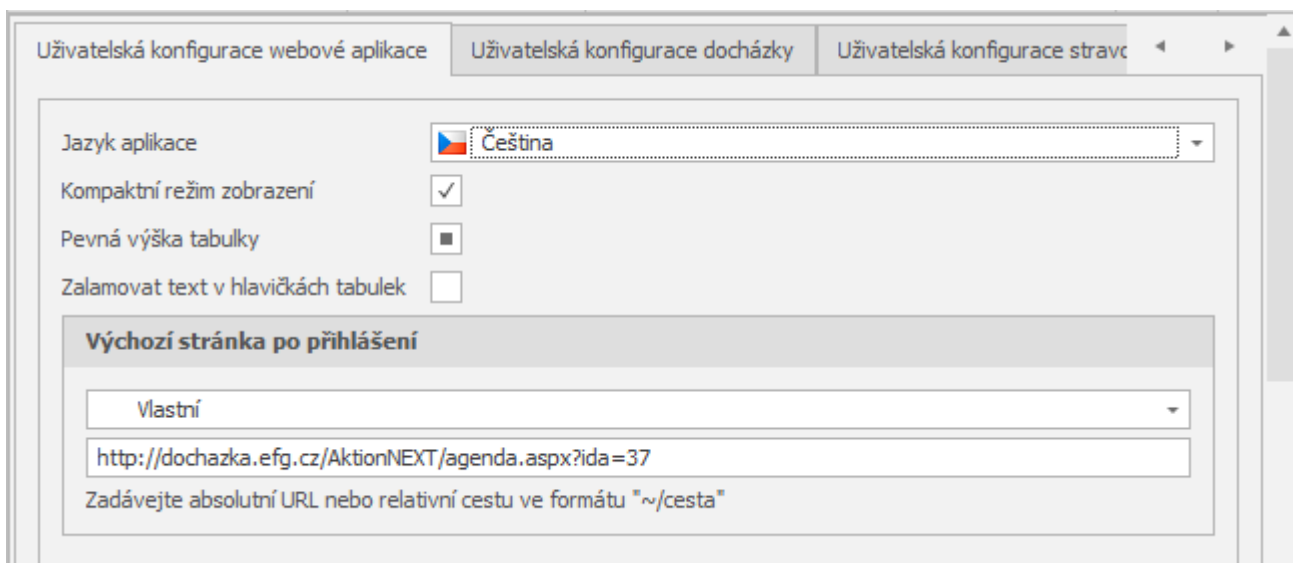 Uživatelská konfigurace webové aplikace Uživatelská konfigurace docházky Uživatelská konfigurace
Jazyk aplikace Čeština
Kompaktní režim zobrazení
Pevná výška tabulky
Zalamovat text v hlavičkách tabulek
Výchozí stránka po přihlášení
Vlastní
http://dochazka.efg.cz/AktionNEXT/agenda.aspx?ida=37
Zadávejte absolutní URL nebo relativní cestu ve formátu "~/cesta"